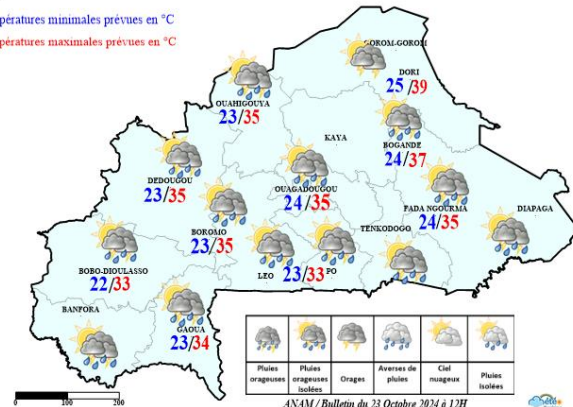 pératures minimales prévues en °C
pératures maximales prévues en °C
GOROM-GOROM
DORI
25 /39
OUAHIGOUYA
23/35
KAYA
BOGANDE
24 /37
DEDOUGOU
23/35
OUAGADOUGOU
24 /35
FADA NGOURMA
24/35
DIAPAGA
BOROMO
23/35
TENKODOGO
BOBO-DIOULASSO
22/33
LEO
23/33
PO
BANFORA
GAOUA
23/34
Pluies orageuses
Pluies orageuses isolées
Orages
Averses de pluies
Ciel nuageux
Pluies Isolées
0 100 200
ANAM / Bulletin du 23 Octobre 2024 à 12H